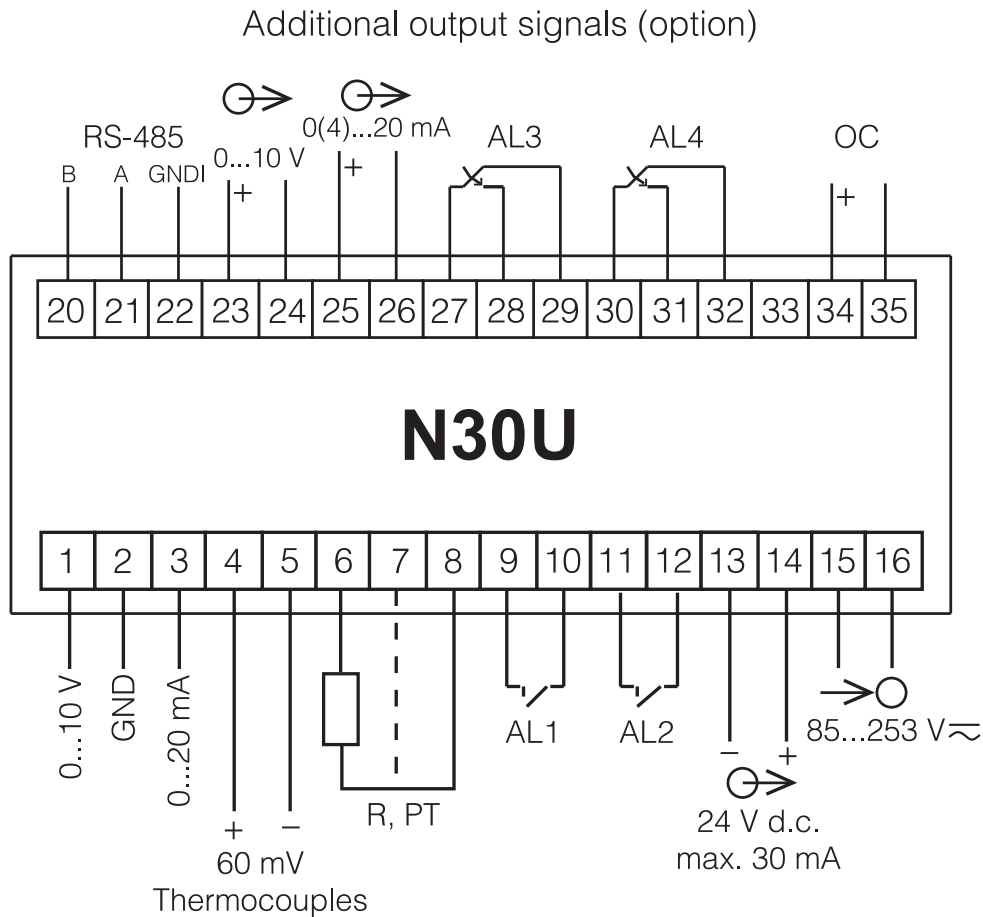 Additional output signals (option)
RS-485
B A GNDI
0...10 V
+
0(4)...20 mA
+
AL3
AL4
OC
+
20 21 22 23 24 25 26 27 28 29 30 31 32 33 34 35
N30U
1 2 3 4 5 6 7 8 9 10 11 12 13 14 15 16
0...10 V
GND
0...20 mA
+ −
60 mV
Thermocouples
R, PT
AL1
AL2
− +
24 V d.c.
max. 30 mA
85...253 V